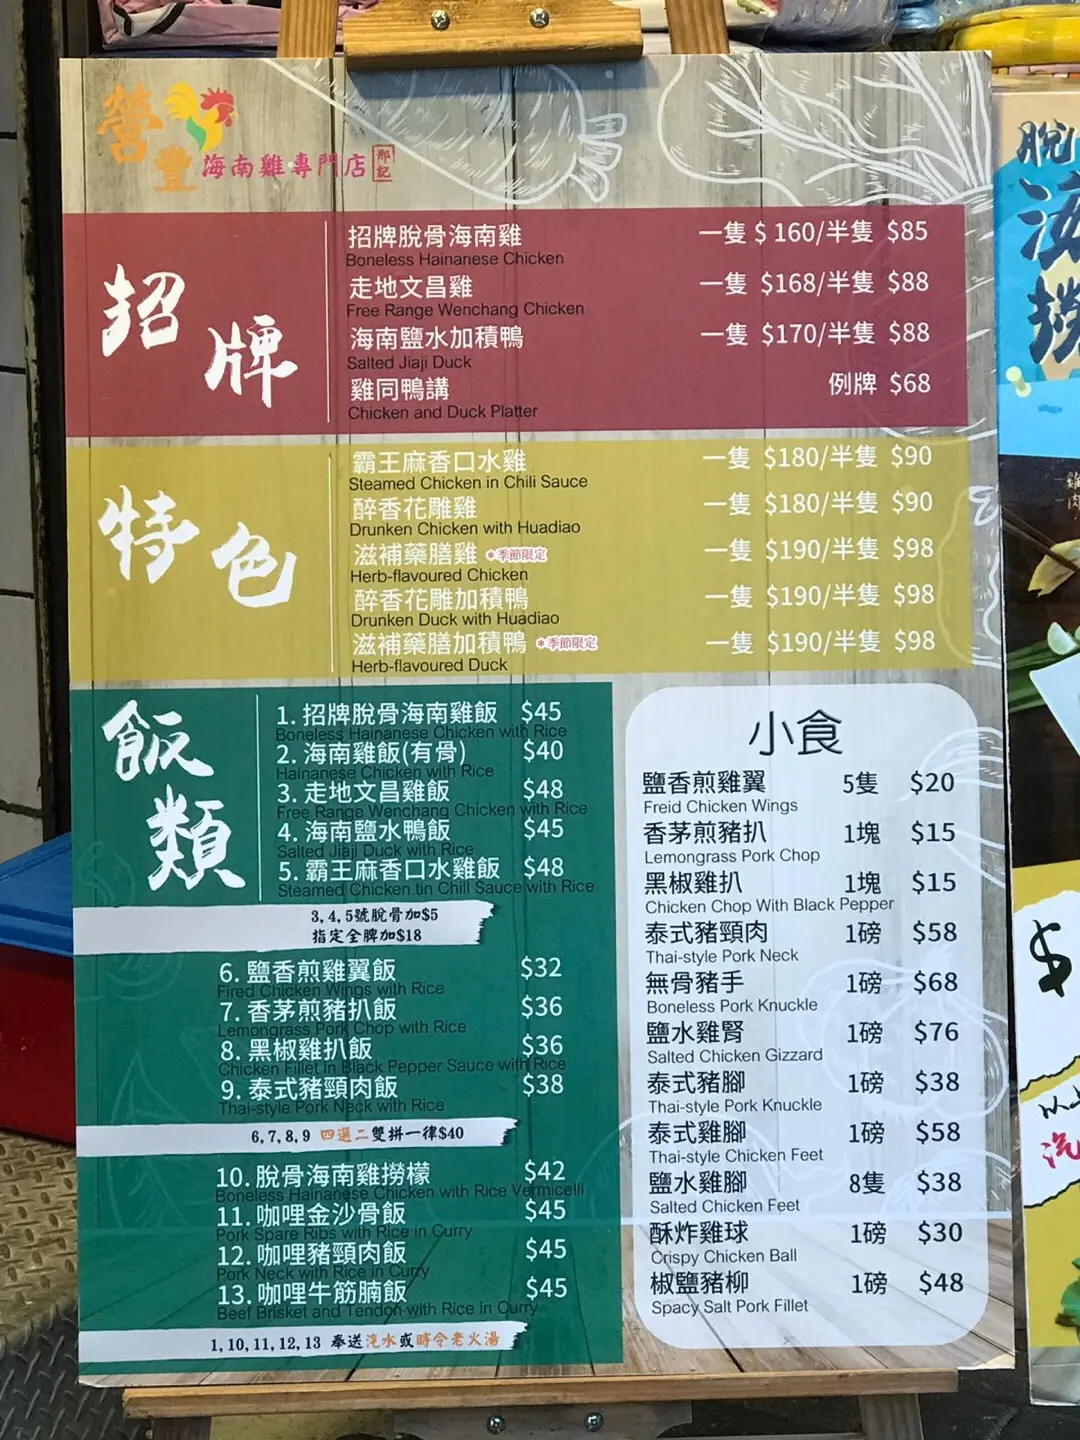 營豐
海南雞專門店
邢記
招牌
招牌脫骨海南雞 一隻 $ 160/半隻 $85
Boneless Hainanese Chicken
走地文昌雞 一隻 $168/半隻 $88
Free Range Wenchang Chicken
海南鹽水加積鴨 一隻 $170/半隻 $88
Salted Jiaji Duck
雞同鴨講 例牌 $68
Chicken and Duck Platter
特色
霸王麻香口水雞 一隻 $180/半隻 $90
Steamed Chicken in Chili Sauce
醉香花雕雞 一隻 $180/半隻 $90
Drunken Chicken with Huadiao
滋補藥膳雞 *季節限定 一隻 $190/半隻 $98
Herb-flavoured Chicken
醉香花雕加積鴨 一隻 $190/半隻 $98
Drunken Duck with Huadiao
滋補藥膳加積鴨 *季節限定 一隻 $190/半隻 $98
Herb-flavoured Duck
飯類
1. 招牌脫骨海南雞飯 $45
Boneless Hainanese Chicken with Rice
2. 海南雞飯(有骨) $40
Hainanese Chicken with Rice
3. 走地文昌雞飯 $48
Free Range Wenchang Chicken with Rice
4. 海南鹽水鴨飯 $45
Salted Jiaji Duck with Rice
5. 霸王麻香口水雞飯 $48
Steamed Chicken tin Chill Sauce with Rice
3, 4, 5號脫骨加$5
指定全髀加$18
6. 鹽香煎雞翼飯 $32
Fired Chicken Wings with Rice
7. 香茅煎豬扒飯 $36
Lemongrass Pork Chop with Rice
8. 黑椒雞扒飯 $36
Chicken Fillet in Black Pepper Sauce with Rice
9. 泰式豬頸肉飯 $38
Thai-style Pork Neck with Rice
6, 7, 8, 9 四選二雙拼一律$40
10. 脫骨海南雞撈檬 $42
Boneless Hainanese Chicken with Rice Vermicelli
11. 咖哩金沙骨飯 $45
Pork Spare Ribs with Rice in Curry
12. 咖哩豬頸肉飯 $45
Pork Neck with Rice in Curry
13. 咖哩牛筋腩飯 $45
Beef Brisket and Tendon with Rice in Curry
1, 10, 11, 12, 13 奉送汽水或時令老火湯
小食
鹽香煎雞翼 5隻 $20
Freid Chicken Wings
香茅煎豬扒 1塊 $15
Lemongrass Pork Chop
黑椒雞扒 1塊 $15
Chicken Chop With Black Pepper
泰式豬頸肉 1磅 $58
Thai-style Pork Neck
無骨豬手 1磅 $68
Boneless Pork Knuckle
鹽水雞腎 1磅 $76
Salted Chicken Gizzard
泰式豬腳 1磅 $38
Thai-style Pork Knuckle
泰式雞腳 1磅 $58
Thai-style Chicken Feet
鹽水雞腳 8隻 $38
Salted Chicken Feet
酥炸雞球 1磅 $30
Crispy Chicken Ball
椒鹽豬柳 1磅 $48
Spacy Salt Pork Fillet
脫
海
撈
雞
肉
$
以上
汽